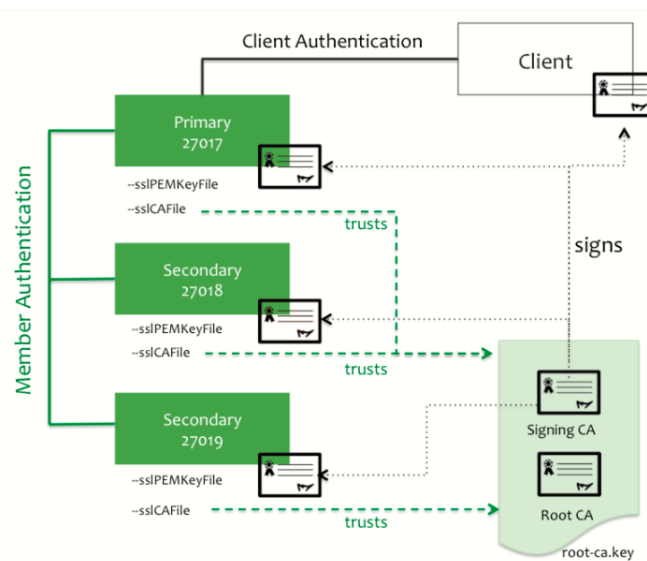 Client Authentication
Client
Primary
27017
--sslPEMKeyFile
--sslCAFile
trusts
signs
Member Authentication
Secondary
27018
--sslPEMKeyFile
--sslCAFile
trusts
Signing CA
Secondary
27019
--sslPEMKeyFile
--sslCAFile
trusts
Root CA
root-ca.key